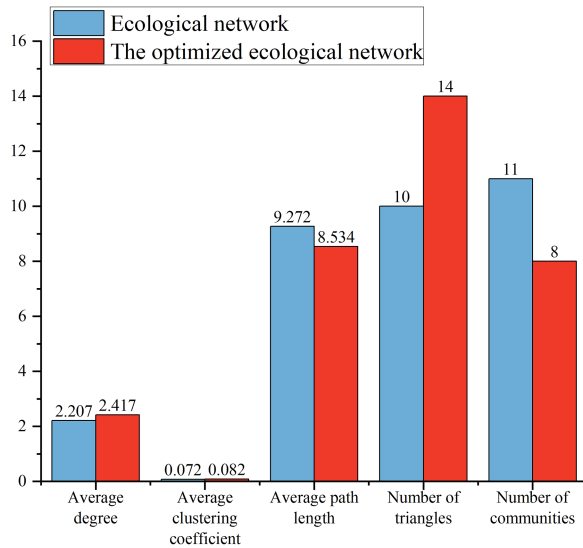 Ecological network
The optimized ecological network
16
14
12
10
8
6
4
2
0
2.207
2.417
0.072
0.082
9.272
8.534
10
14
11
8
Average
degree
Average
clustering
coefficient
Average path
length
Number of
triangles
Number of
communities